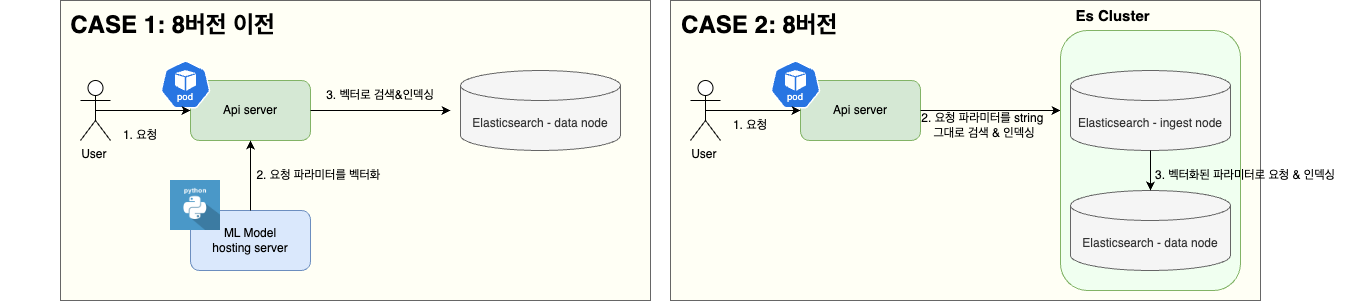 CASE 1: 8버전 이전
pod
Api server
3. 벡터로 검색&인덱싱
Elasticsearch - data node
1. 요청
User
2. 요청 파라미터를 벡터화
python
ML Model
hosting server
CASE 2: 8버전
Es Cluster
pod
Api server
2. 요청 파라미터를 string
그대로 검색 & 인덱싱
Elasticsearch - ingest node
1. 요청
User
3. 벡터화된 파라미터로 요청 & 인덱싱
Elasticsearch - data node